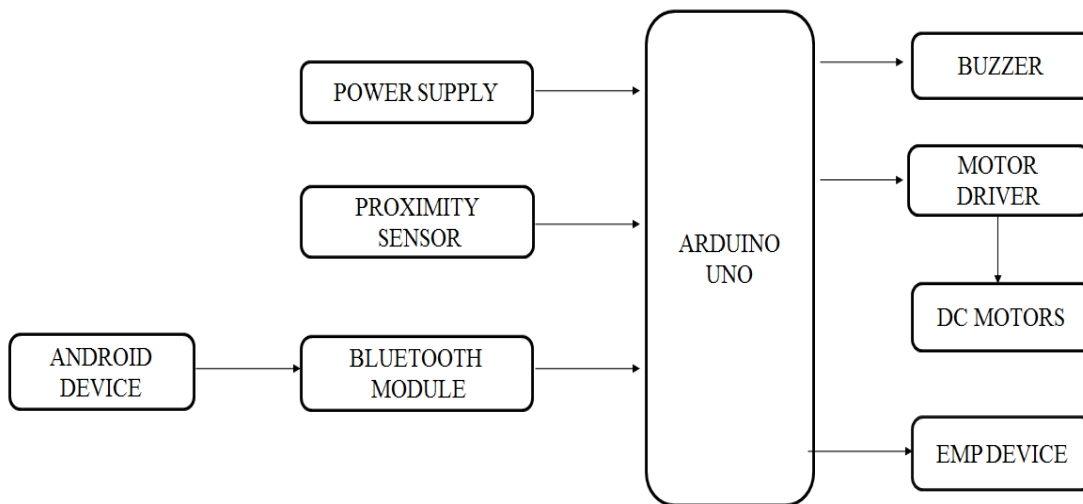 POWER SUPPLY
PROXIMITY
SENSOR
ANDROID
DEVICE
BLUETOOTH
MODULE
ARDUINO
UNO
BUZZER
MOTOR
DRIVER
DC MOTORS
EMP DEVICE